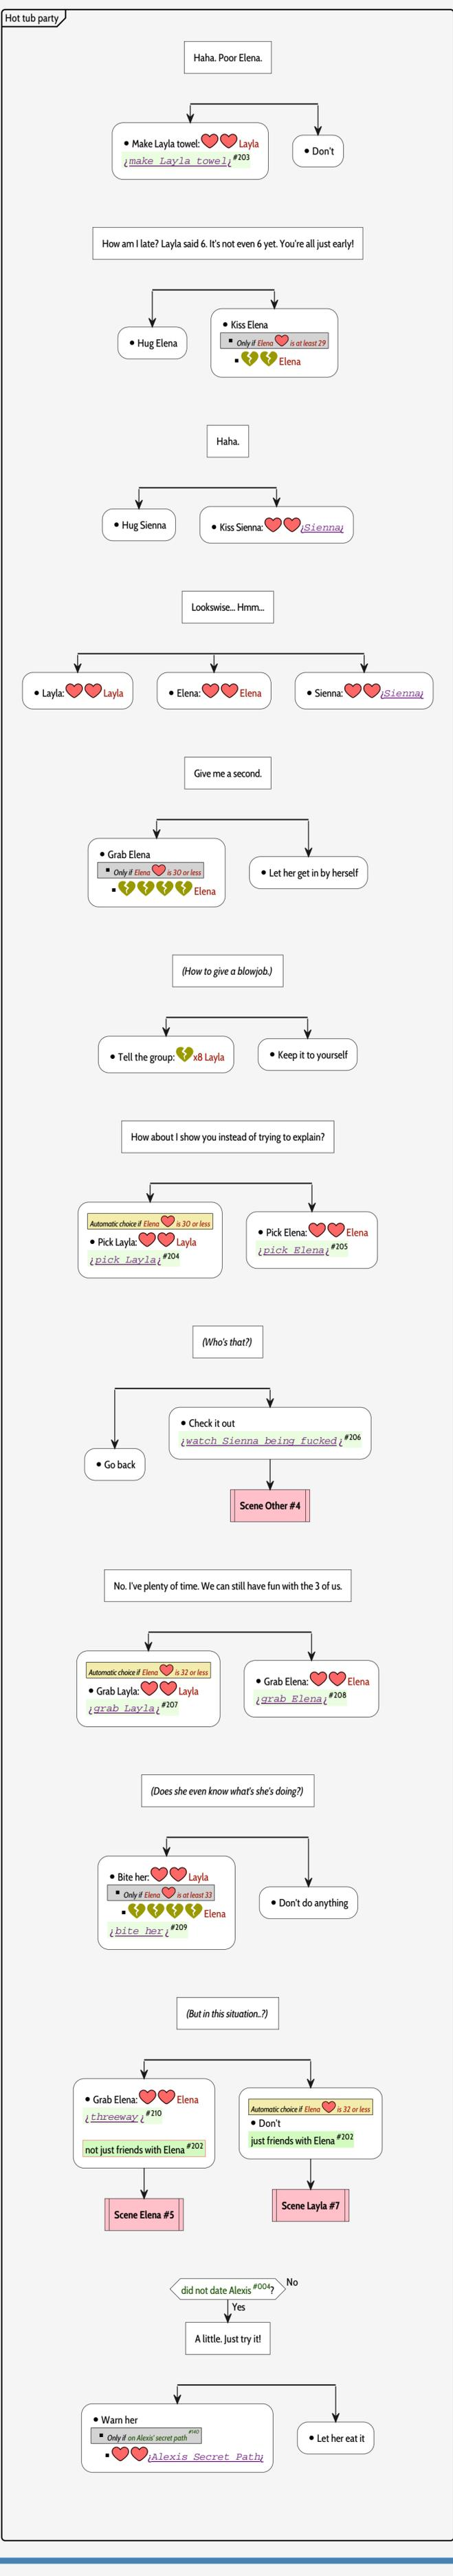 Hot tub party
Haha. Poor Elena.
Make Layla towel: Layla
¿make Layla towel¿ #203
Don't
How am I late? Layla said 6. It's not even 6 yet. You're all just early!
Hug Elena
Kiss Elena
Only if Elena is at least 29
Elena
Haha.
Hug Sienna
Kiss Sienna: ¿Sienna¿
Lookswise... Hmm...
Layla: Layla
Elena: Elena
Sienna: ¿Sienna¿
Give me a second.
Grab Elena
Only if Elena is 30 or less
Elena
Let her get in by herself
(How to give a blowjob.)
Tell the group: x8 Layla
Keep it to yourself
How about I show you instead of trying to explain?
Automatic choice if Elena is 30 or less
Pick Layla: Layla
¿pick Layla¿ #204
Pick Elena: Elena
¿pick Elena¿ #205
(Who's that?)
Go back
Check it out
¿watch Sienna being fucked¿ #206
Scene Other #4
No. I've plenty of time. We can still have fun with the 3 of us.
Automatic choice if Elena is 32 or less
Grab Layla: Layla
¿grab Layla¿ #207
Grab Elena: Elena
¿grab Elena¿ #208
(Does she even know what's she's doing?)
Bite her: Layla
Only if Elena is at least 33
Elena
¿bite her¿ #209
Don't do anything
(But in this situation..?)
Grab Elena: Elena
¿threeway¿ #210
not just friends with Elena #202
Scene Elena #5
Automatic choice if Elena is 32 or less
Don't
just friends with Elena #202
Scene Layla #7
did not date Alexis #004?
No
Yes
A little. Just try it!
Warn her
Only if on Alexis' secret path #140
¿Alexis Secret Path¿
Let her eat it